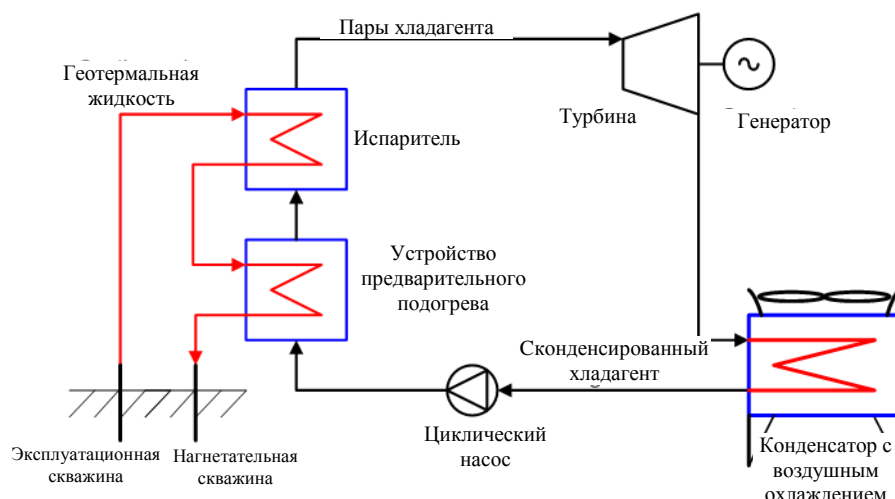 Пары хладагента
Геотермальная
жидкость
Турбина
Генератор
Испаритель
Устройство
предварительного
подогрева
Сконденсированный
хладагент
Циклический
насос
Эксплуатационная
скважина
Нагнетательная
скважина
Конденсатор с
воздушным
охлаждением